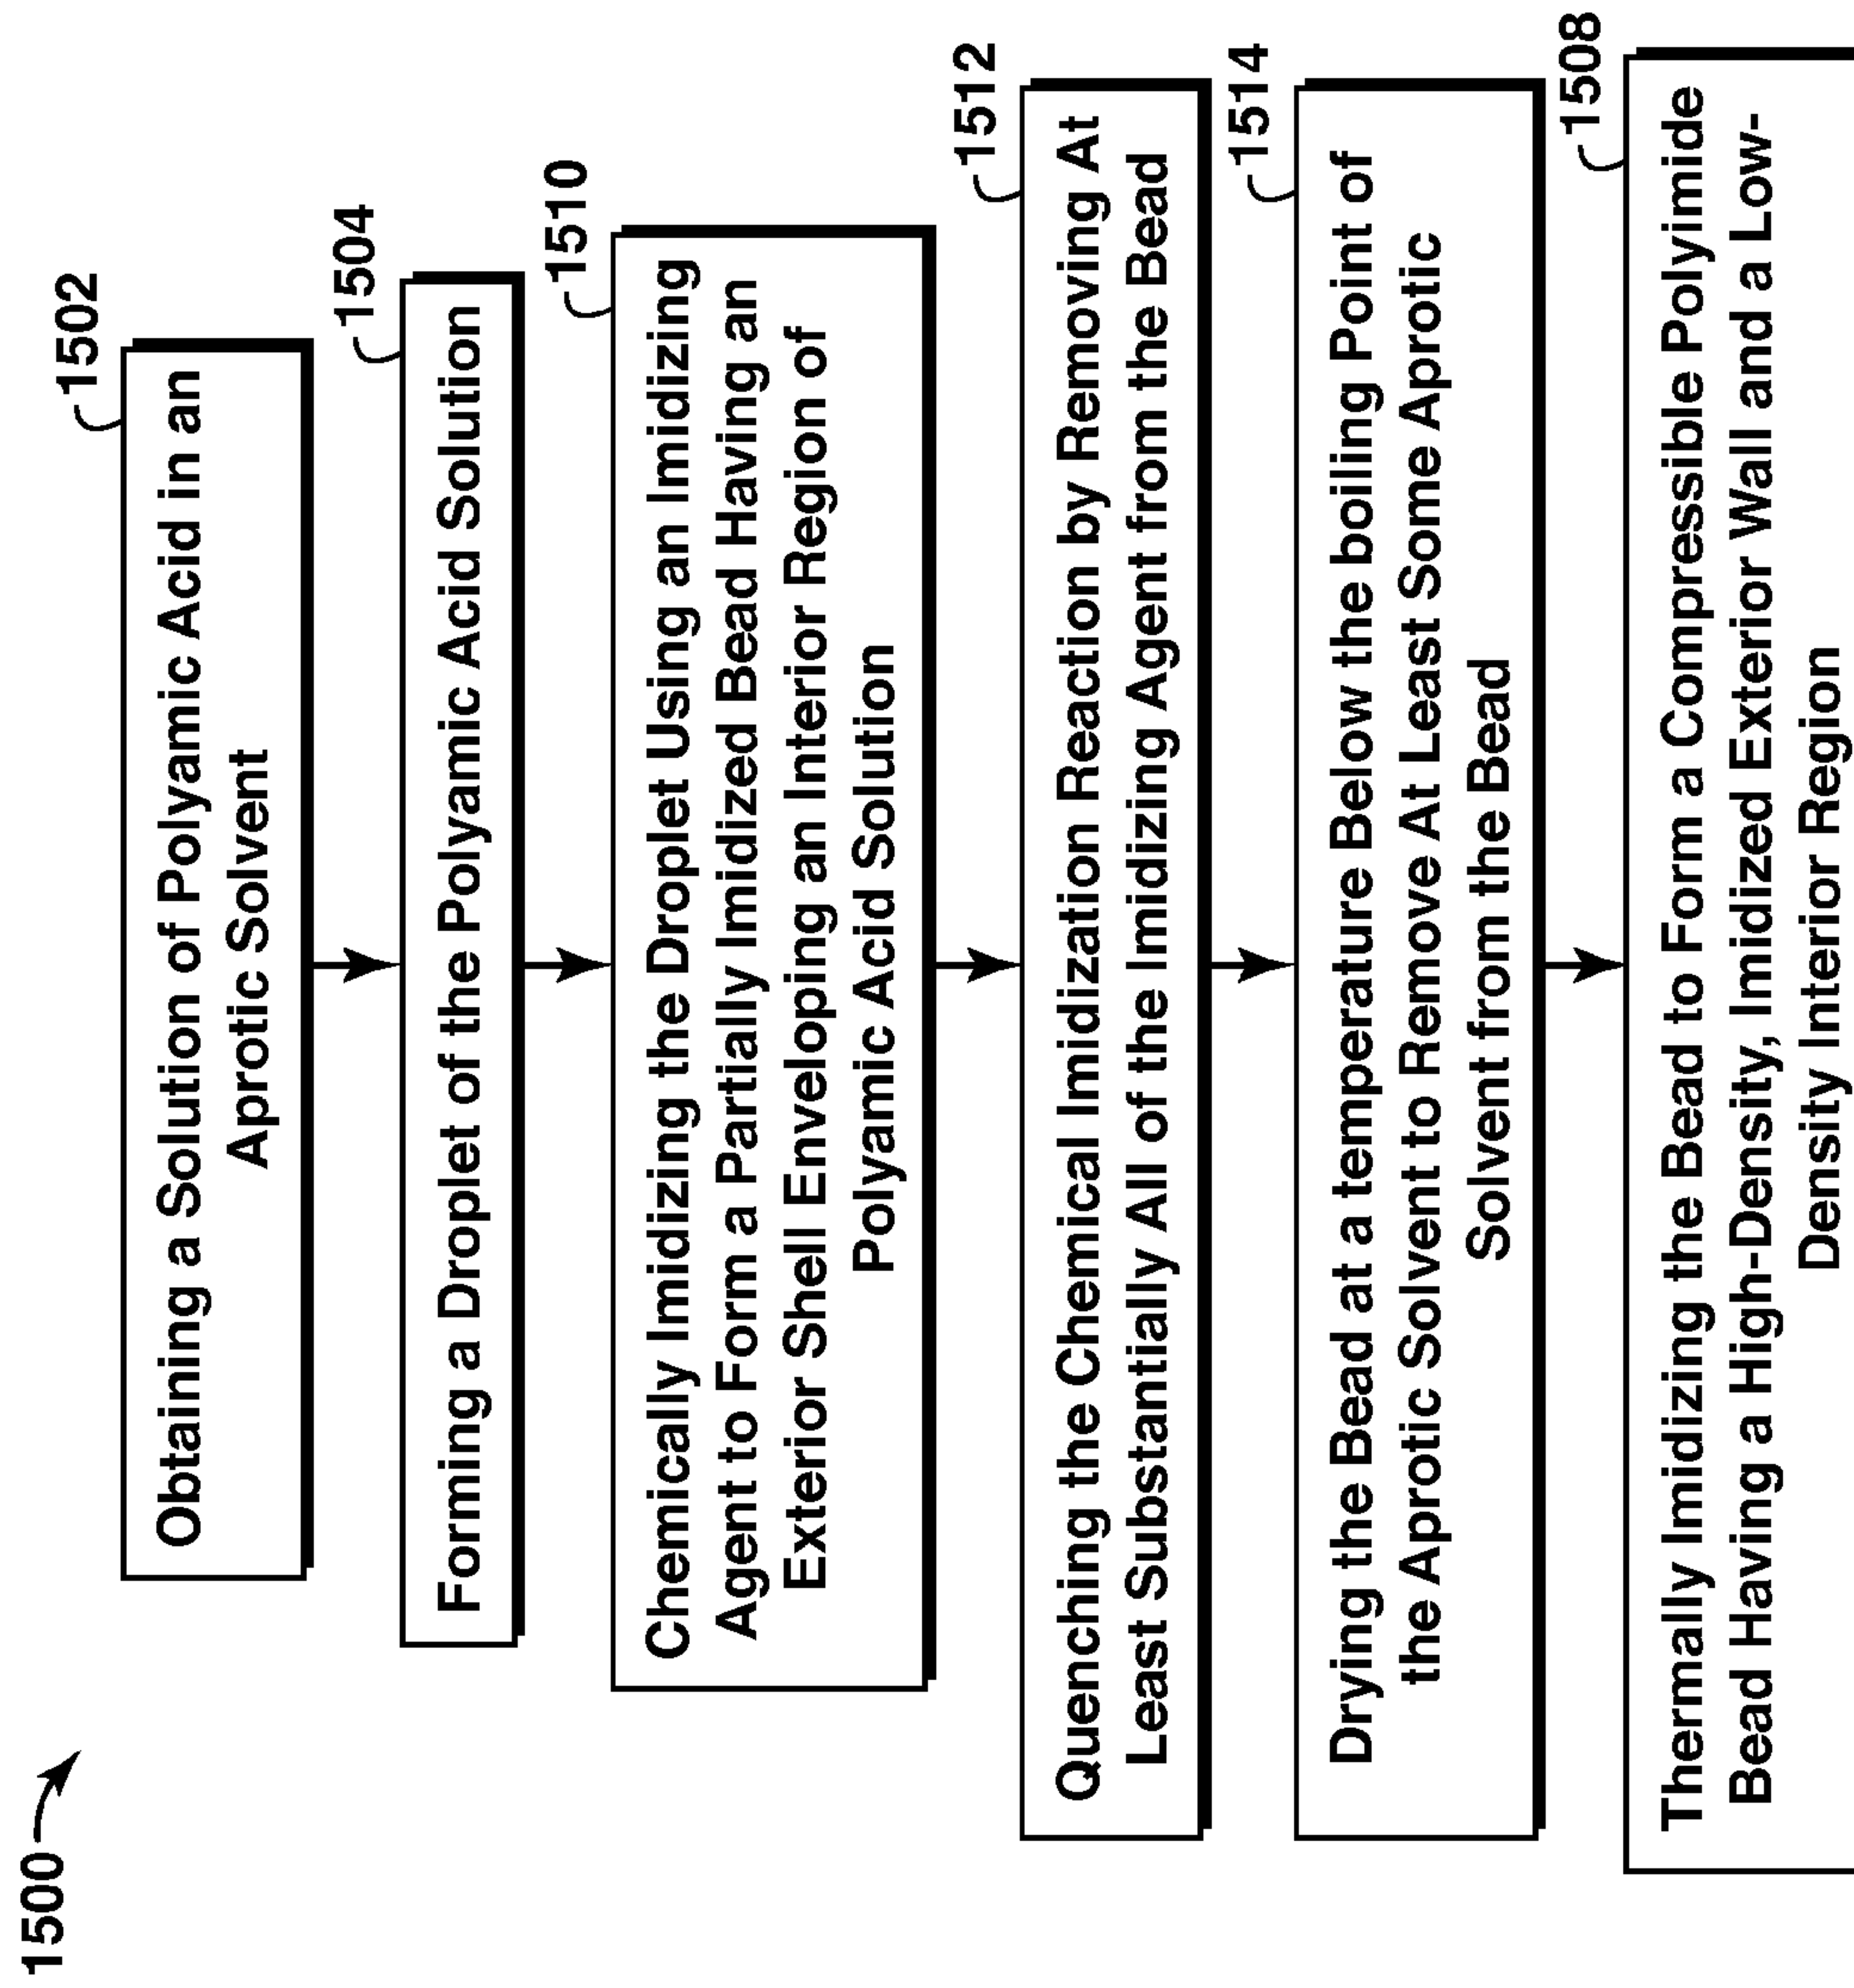 1500
1502
Obtaining a Solution of Polyamic Acid in an
Aprotic Solvent
1504
Forming a Droplet of the Polyamic Acid Solution
1510
Chemically Imidizing the Droplet Using an Imidizing
Agent to Form a Partially Imidized Bead Having an
Exterior Shell Enveloping an Interior Region of
Polyamic Acid Solution
1512
Quenching the Chemical Imidization Reaction by Removing At
Least Substantially All of the Imidizing Agent from the Bead
1514
Drying the Bead at a temperature Below the boiling Point of
the Aprotic Solvent to Remove At Least Some Aprotic
Solvent from the Bead
1508
Thermally Imidizing the Bead to Form a Compressible Polyimide
Bead Having a High-Density, Imidized Exterior Wall and a Low-
Density Interior Region